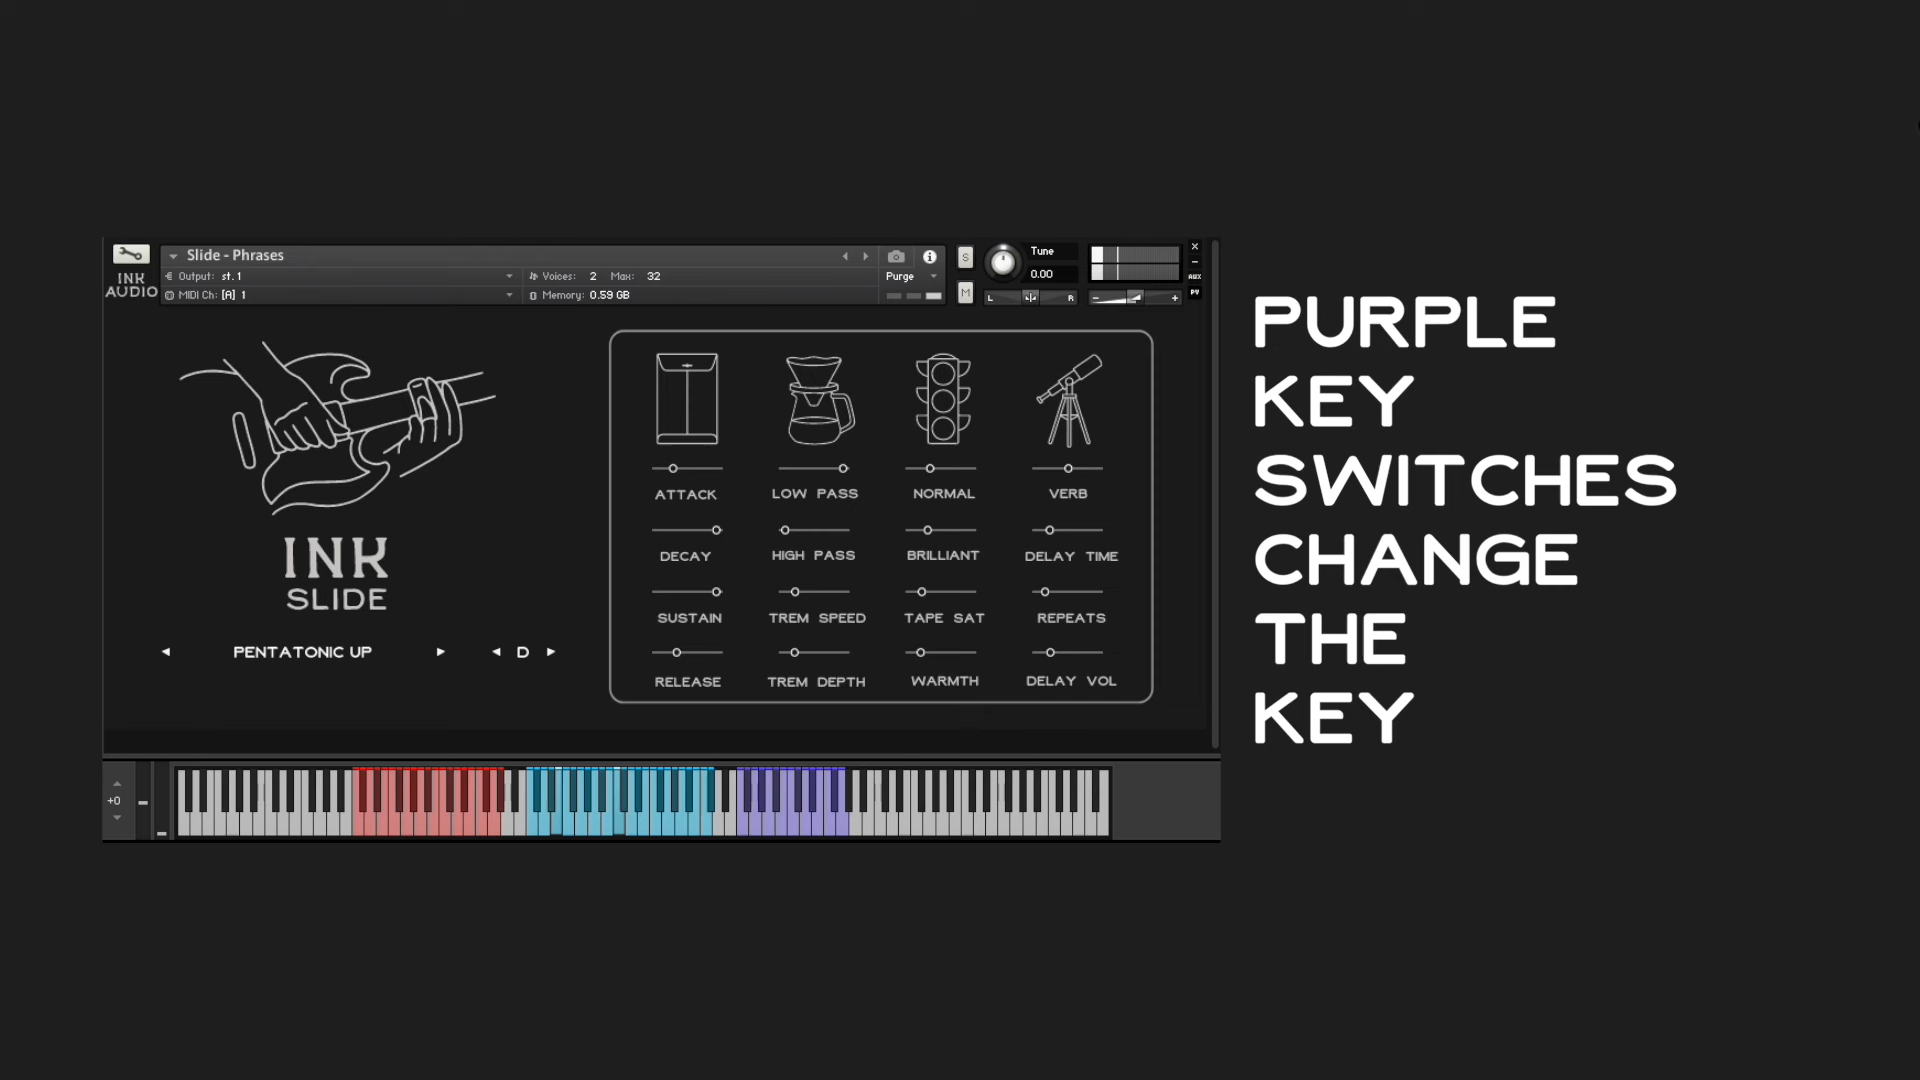 Slide - Phrases
Output: st.1
Voices: 2 Max: 32
Purge
MIDI Ch: [A] 1
Memory: 0.59 GB
S
M
Tune
0.00
L R
- +
x
-
AUX
PV
INK
AUDIO
INK
SLIDE
PENTATONIC UP
D
ATTACK
LOW PASS
NORMAL
VERB
DECAY
HIGH PASS
BRILLIANT
DELAY TIME
SUSTAIN
TREM SPEED
TAPE SAT
REPEATS
RELEASE
TREM DEPTH
WARMTH
DELAY VOL
+0
PURPLE
KEY
SWITCHES
CHANGE
THE
KEY